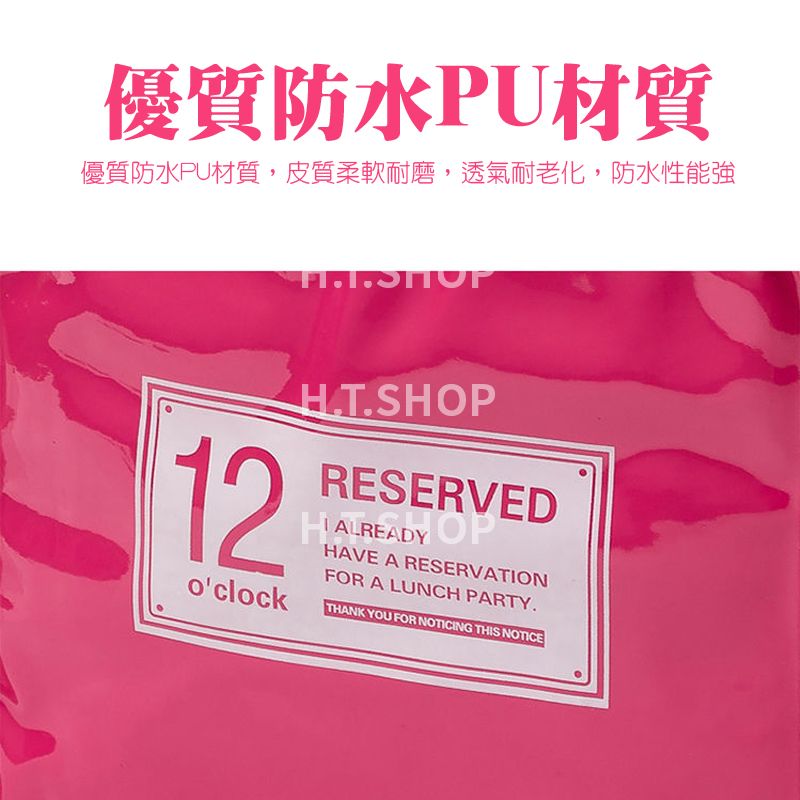 優質防水PU材質
優質防水PU材質，皮質柔軟耐磨，透氣耐老化，防水性能強
H.T.SHOP
H.T.SHOP
12
o'clock
RESERVED
H.T.SHOP
I ALREADY
HAVE A RESERVATION
FOR A LUNCH PARTY.
THANK YOU FOR NOTICING THIS NOTICE